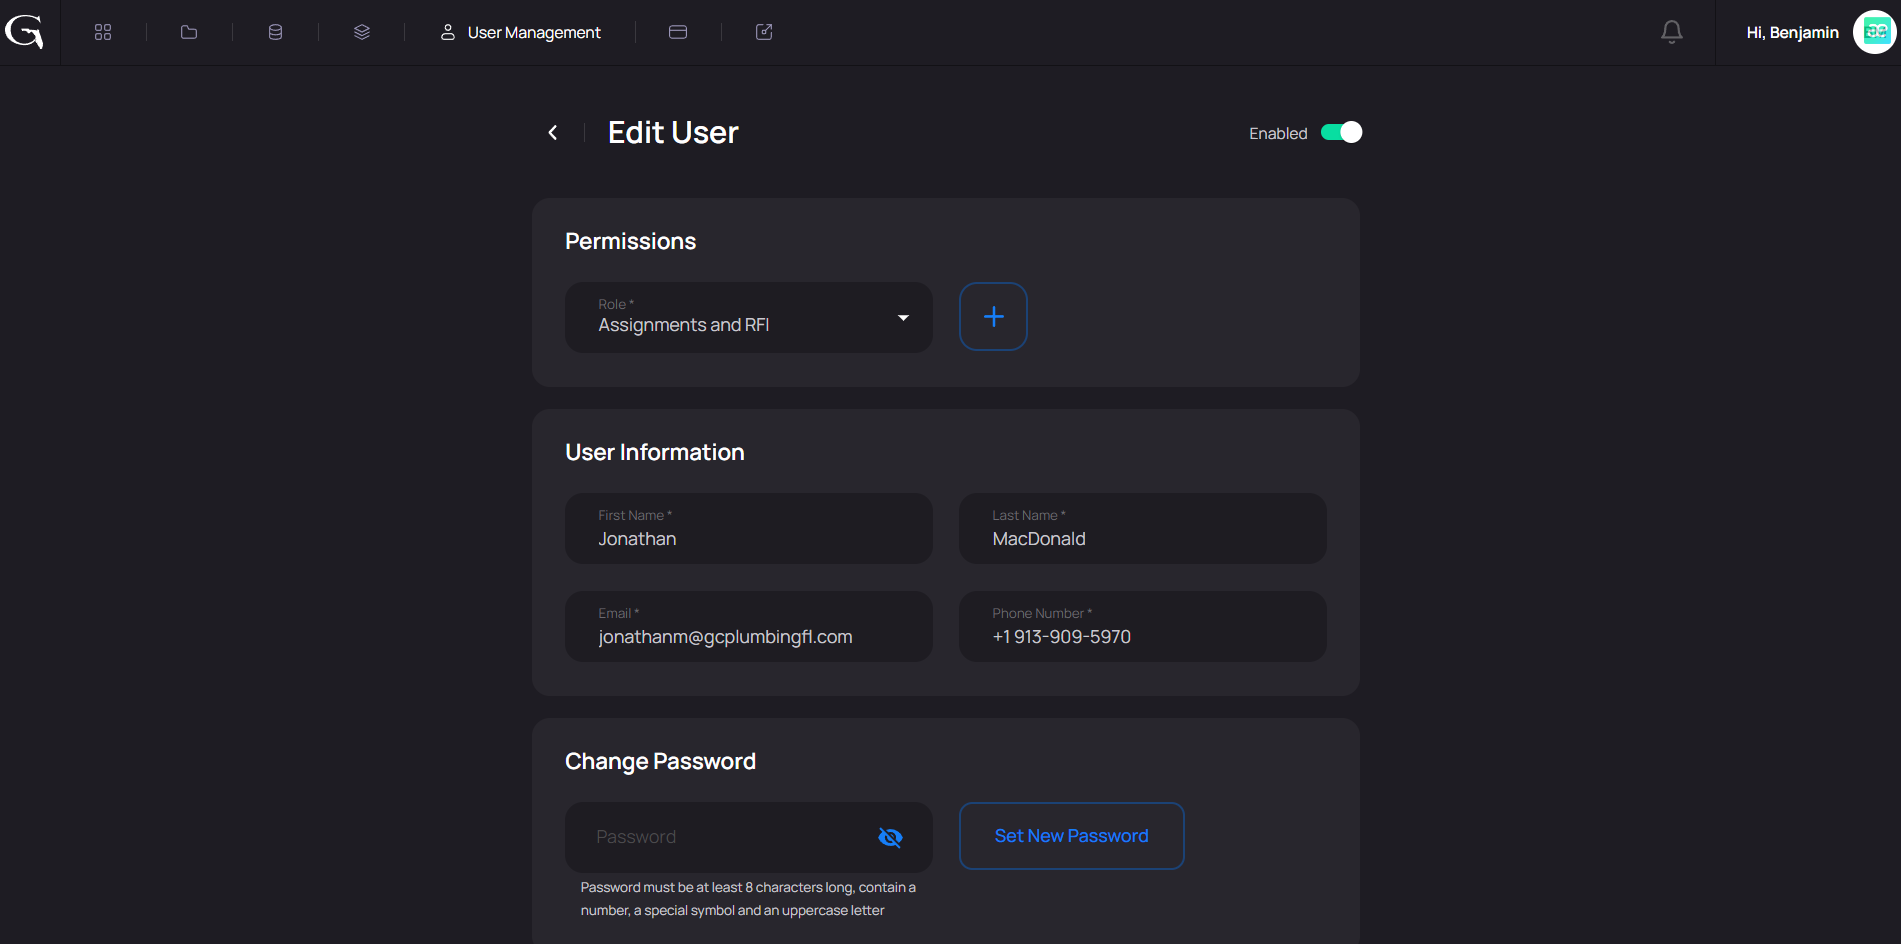 User Management
Hi, Benjamin
Edit User
Enabled
Permissions
Role *
Assignments and RFI
User Information
First Name *
Jonathan
Last Name *
MacDonald
Email *
jonathanm@gcplumbingfl.com
Phone Number *
+1 913-909-5970
Change Password
Password
Set New Password
Password must be at least 8 characters long, contain a
number, a special symbol and an uppercase letter